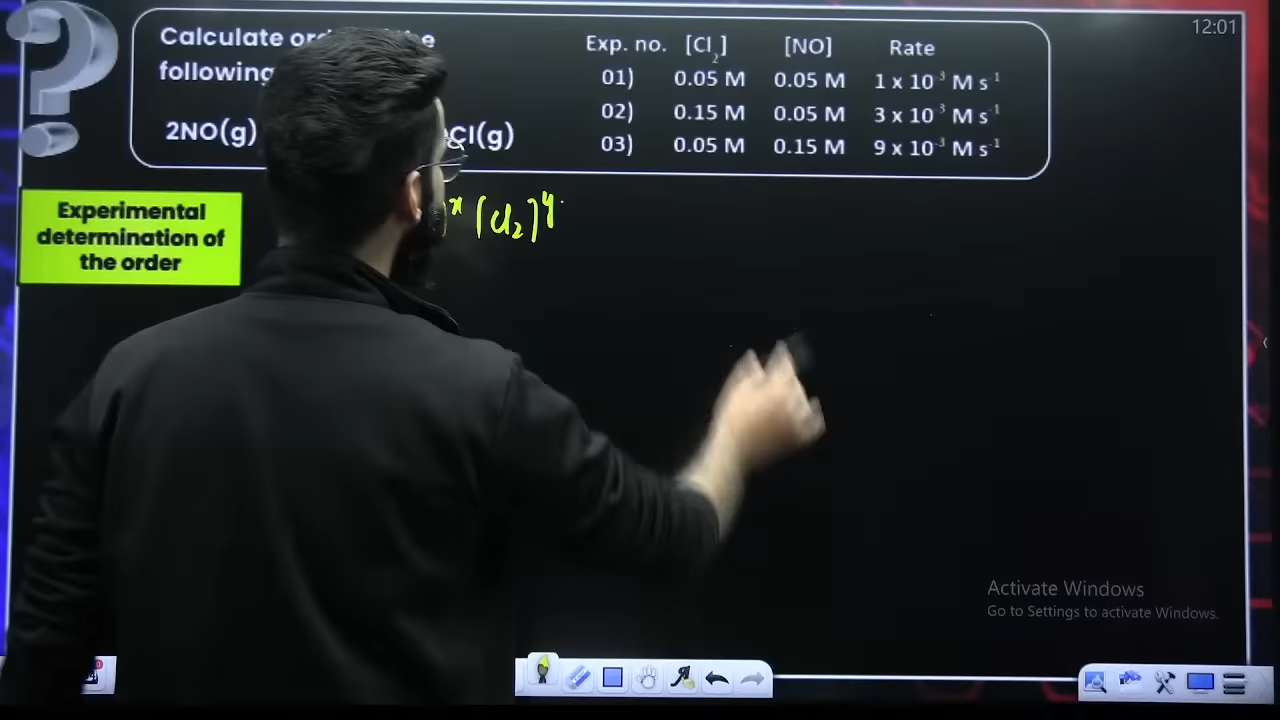 12:01
Calculate
following
2NO(g) Cl(g)
Exp. no. [Cl₂] [NO] Rate
01) 0.05 M 0.05 M 1 x 10⁻³ M s⁻¹
02) 0.15 M 0.05 M 3 x 10⁻³ M s⁻¹
03) 0.05 M 0.15 M 9 x 10⁻³ M s⁻¹
Experimental
determination of
the order
]ˣ [Cl₂]ʸ
Activate Windows
Go to Settings to activate Windows.